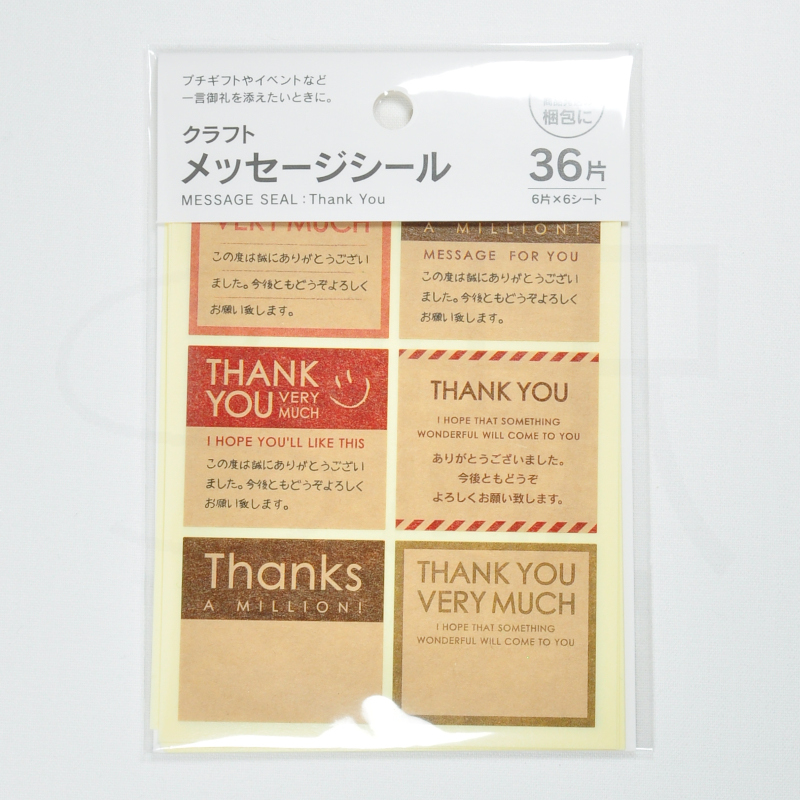 プチギフトやイベントなど
一言御礼を添えたいときに。
クラフト
メッセージシール
MESSAGE SEAL:Thank You
梱包に
36片
6片×6シート
VERY MUCH
この度は誠にありがとうござい
ました。今後ともどうぞよろしく
お願い致します。
A MILLION!
MESSAGE FOR YOU
この度は誠にありがとうござい
ました。今後ともどうぞよろしく
お願い致します。
THANK
YOU VERY MUCH
I HOPE YOU'LL LIKE THIS
この度は誠にありがとうござい
ました。今後ともどうぞよろしく
お願い致します。
THANK YOU
I HOPE THAT SOMETHING
WONDERFUL WILL COME TO YOU
ありがとうございました。
今後ともどうぞ
よろしくお願い致します。
Thanks
A MILLION!
THANK YOU
VERY MUCH
I HOPE THAT SOMETHING
WONDERFUL WILL COME TO YOU